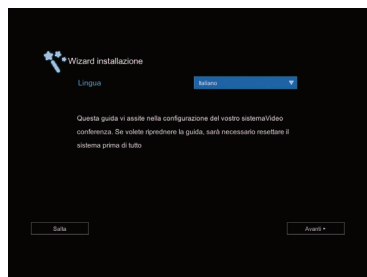 Wizard installazione
Lingua
Italiano
Questa guida vi assite nella configurazione del vostro sistemaVideo
conferenza. Se volete riprednere la guida, sarà necessario resettare il
sistema prima di tutto
Salta
Avanti